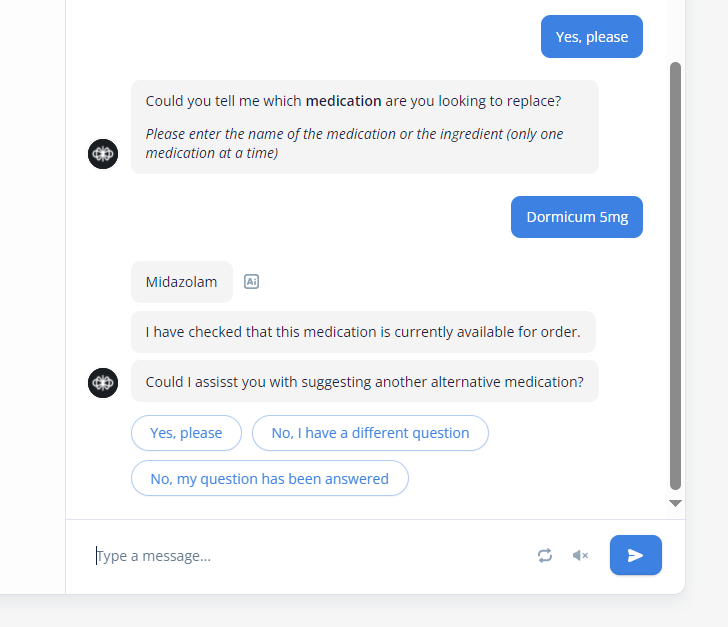 Yes, please
Could you tell me which medication are you looking to replace?
Please enter the name of the medication or the ingredient (only one
medication at a time)
Dormicum 5mg
Midazolam
Ai
I have checked that this medication is currently available for order.
Could I assisst you with suggesting another alternative medication?
Yes, please
No, I have a different question
No, my question has been answered
Type a message...